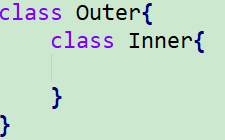 class Outer{
    class Inner{

    }
}